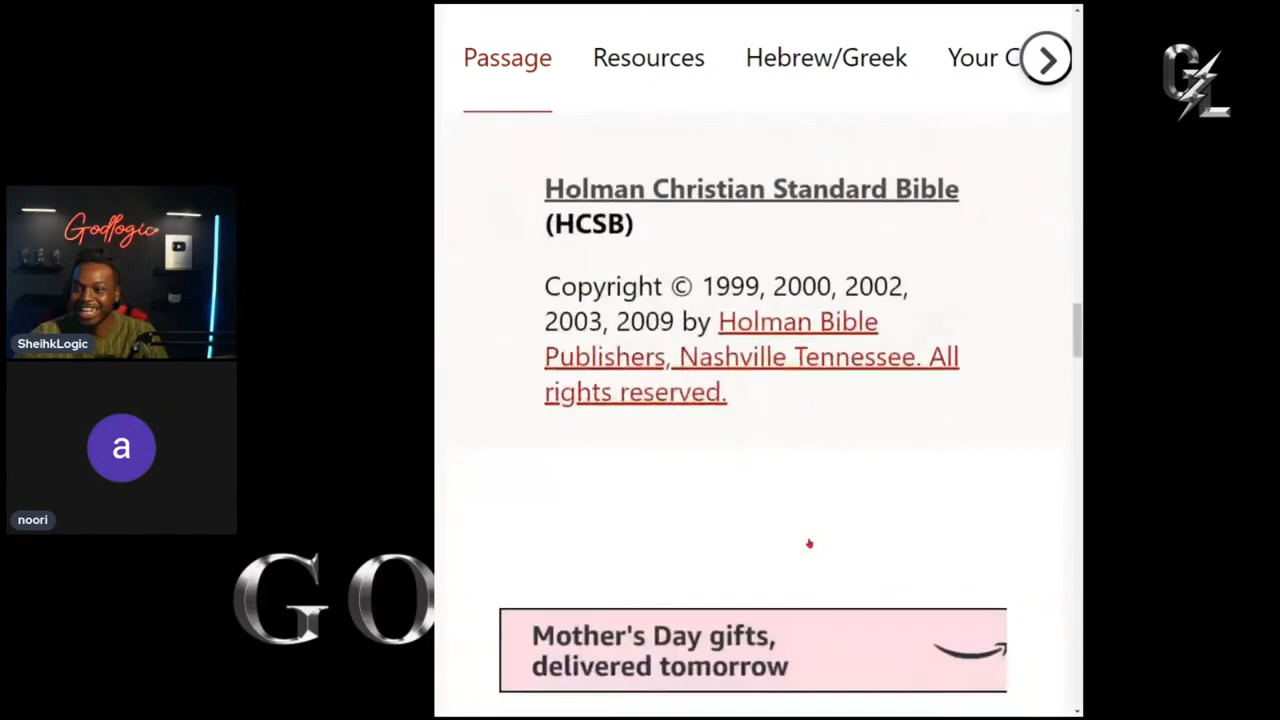 Passage Resources Hebrew/Greek Your C
GL
Holman Christian Standard Bible
(HCSB)
Copyright © 1999, 2000, 2002,
2003, 2009 by Holman Bible
Publishers, Nashville Tennessee. All
rights reserved.
Godlogic
SheihkLogic
a
noori
GO
Mother's Day gifts,
delivered tomorrow